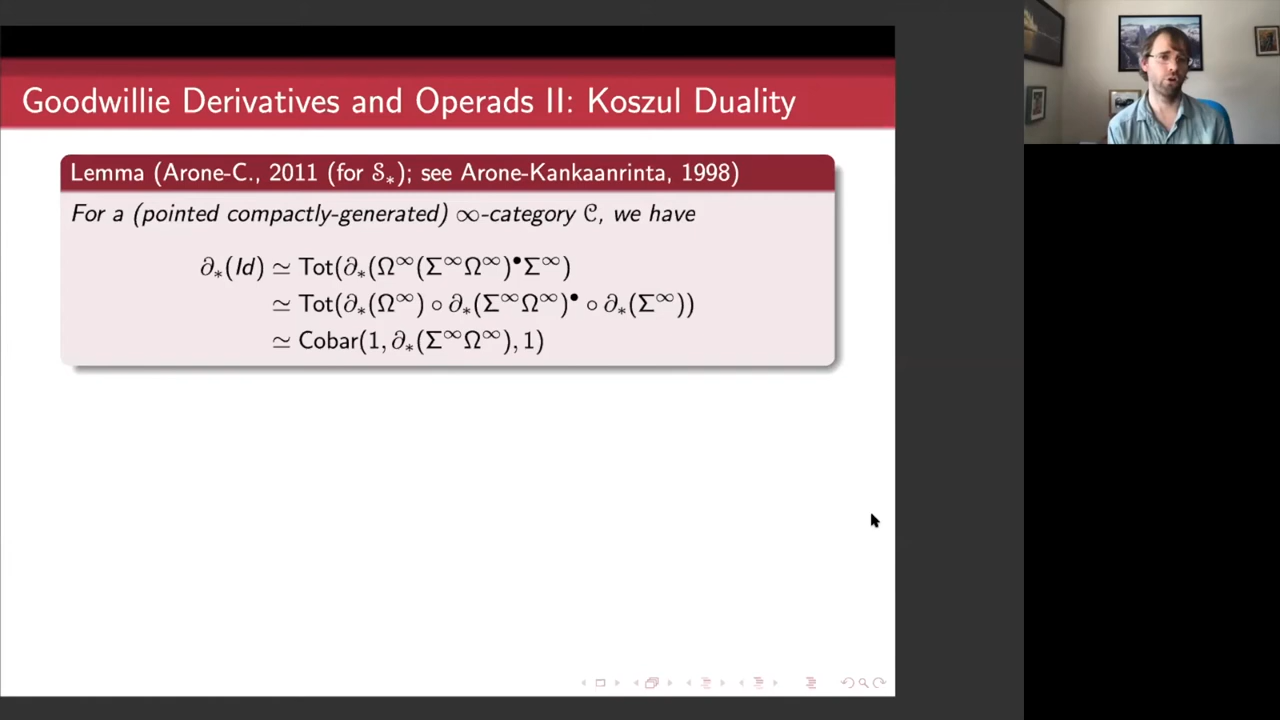 Goodwillie Derivatives and Operads II: Koszul Duality
Lemma (Arone-C., 2011 (for 𝒮∗); see Arone-Kankaanrinta, 1998)
For a (pointed compactly-generated) ∞-category 𝒞, we have
∂∗(Id) ≃ Tot(∂∗(Ω^∞(Σ^∞Ω^∞)^•Σ^∞)
≃ Tot(∂∗(Ω^∞) ∘ ∂∗(Σ^∞Ω^∞)^• ∘ ∂∗(Σ^∞))
≃ Cobar(1, ∂∗(Σ^∞Ω^∞), 1)